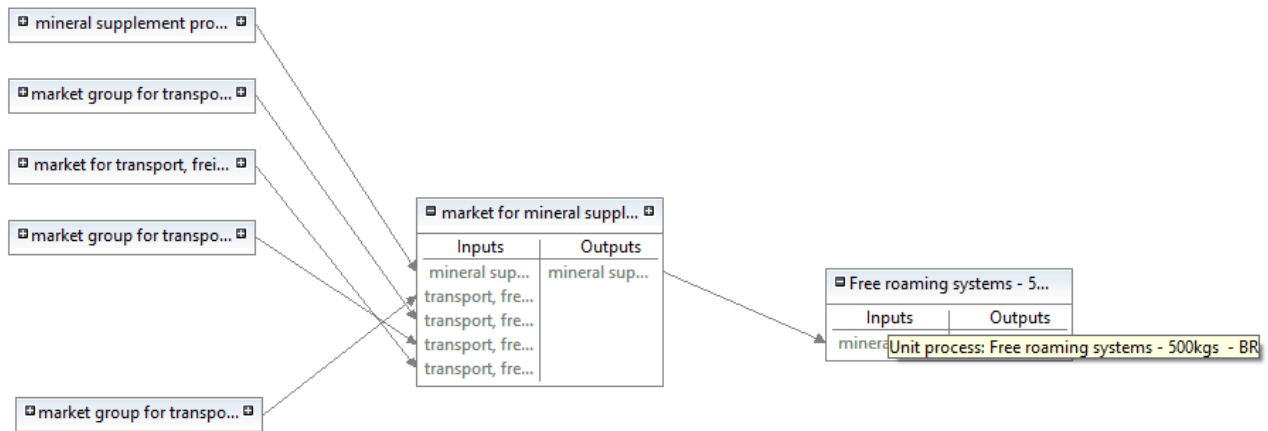 mineral supplement pro...
market group for transpo...
market for transport, frei...
market group for transpo...
market group for transpo...
market for mineral suppl...
Inputs Outputs
mineral sup... mineral sup...
transport, fre...
transport, fre...
transport, fre...
transport, fre...
Free roaming systems - 5...
Inputs Outputs
minera
Unit process: Free roaming systems - 500kgs - BR